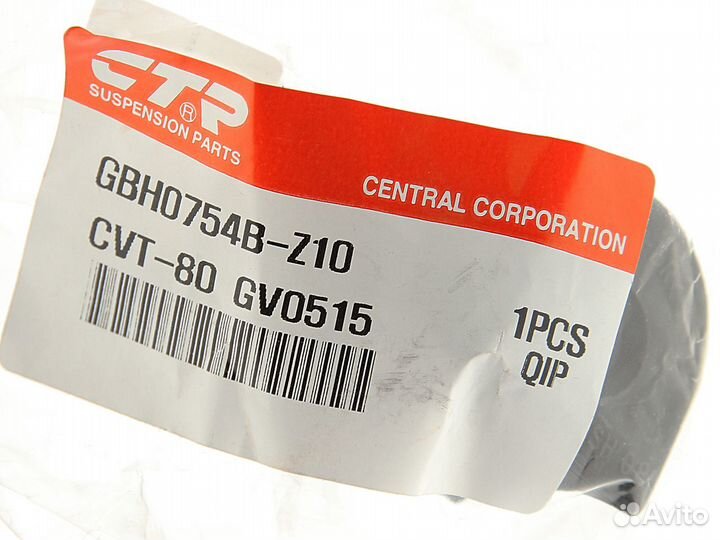 CTR®
SUSPENSION PARTS
CENTRAL CORPORATION
GBH0754B-Z10
CVT-80 GV0515
1PCS
QIP
Avito